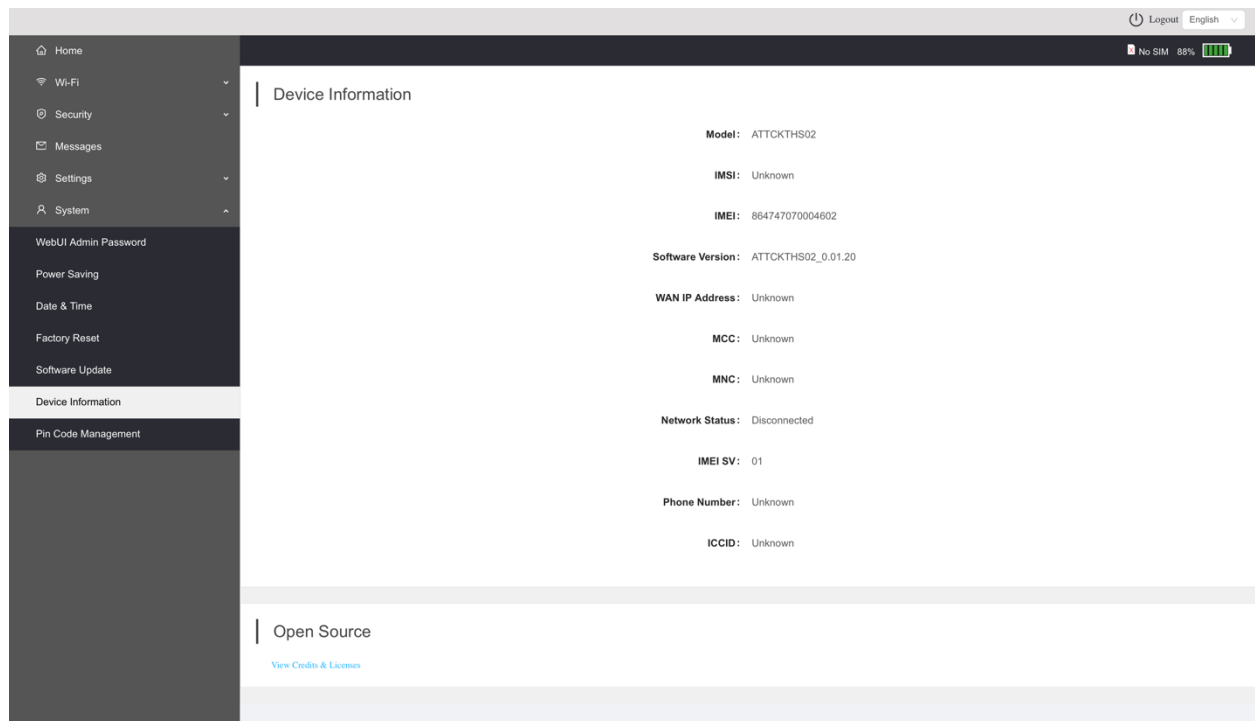 Logout English
No SIM 88%
Home
Wi-Fi
Security
Messages
Settings
System
WebUI Admin Password
Power Saving
Date & Time
Factory Reset
Software Update
Device Information
Pin Code Management
Device Information
Model: ATTCKTHS02
IMSI: Unknown
IMEI: 864747070004602
Software Version: ATTCKTHS02_0.01.20
WAN IP Address: Unknown
MCC: Unknown
MNC: Unknown
Network Status: Disconnected
IMEI SV: 01
Phone Number: Unknown
ICCID: Unknown
Open Source
View Credits & Licenses